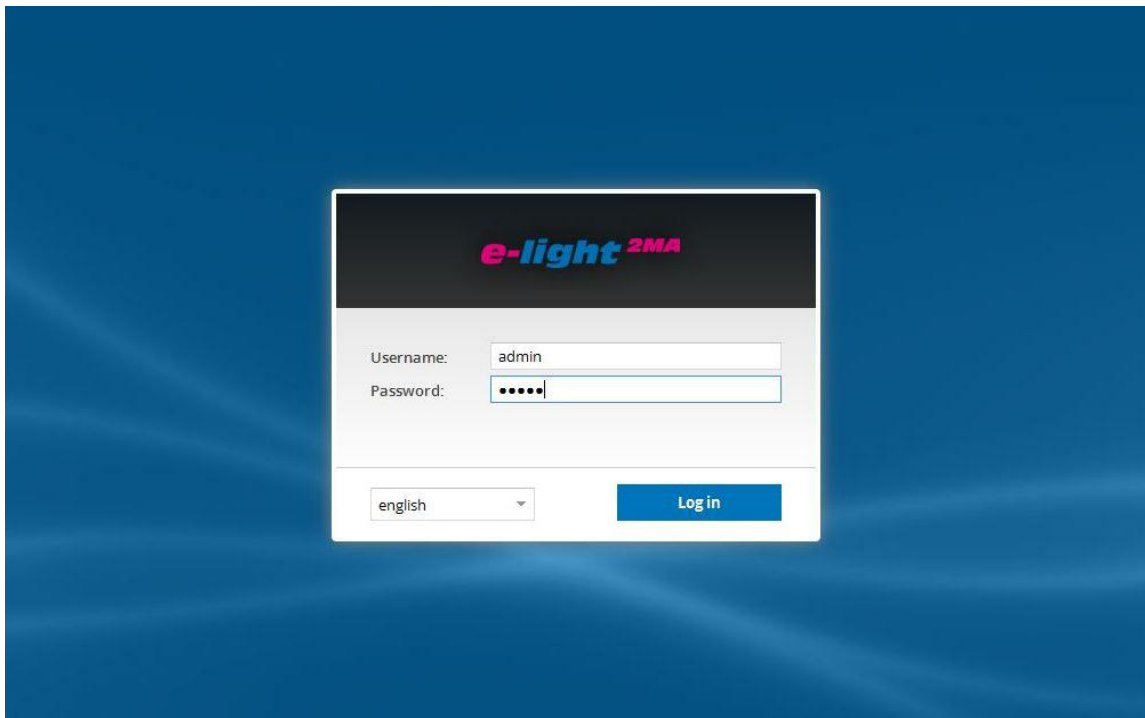 e-light 2MA
Username: admin
Password: •••••
english
Log in